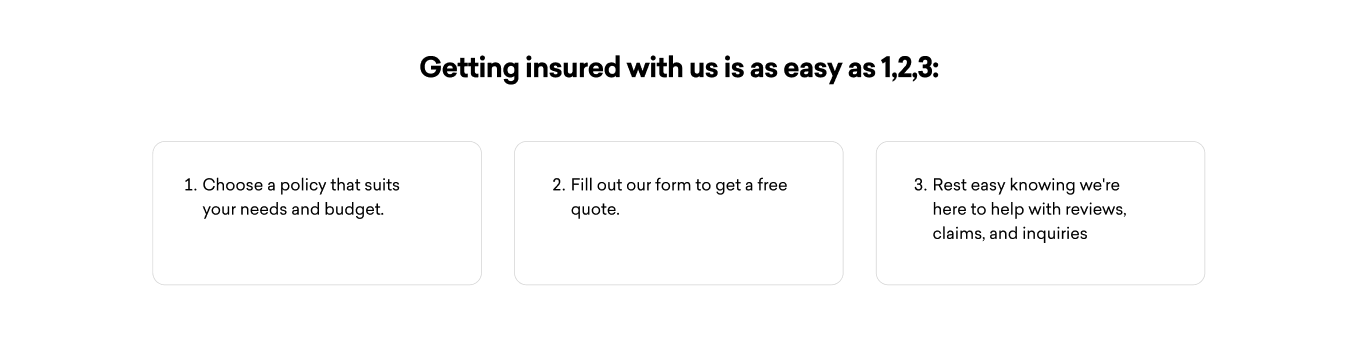 Getting insured with us is as easy as 1,2,3:
1. Choose a policy that suits
your needs and budget.
2. Fill out our form to get a free
quote.
3. Rest easy knowing we're
here to help with reviews,
claims, and inquiries